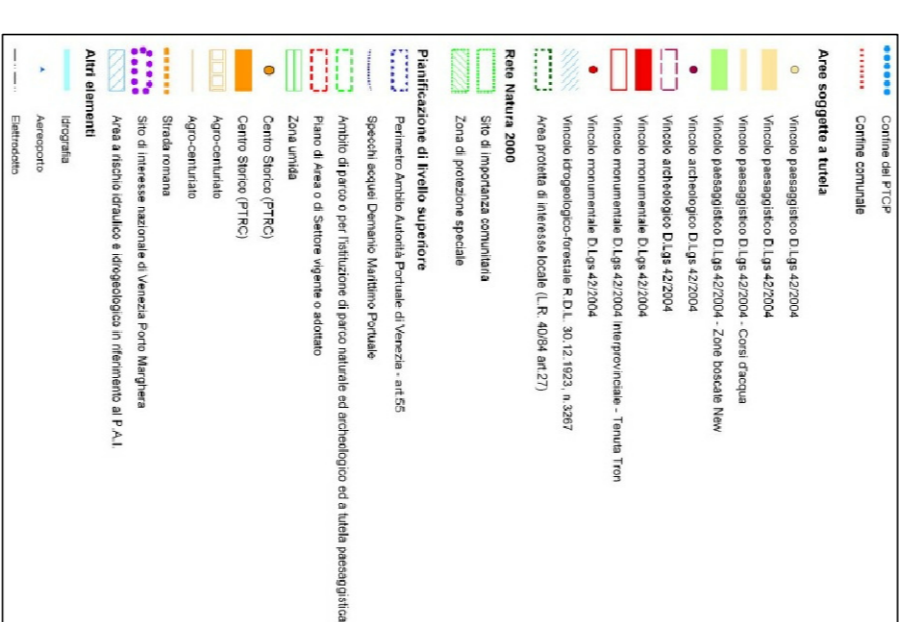 Confine del PTCP
Confine comunale
Aree soggette a tutela
Vincolo paesaggistico D.Lgs 42/2004
Vincolo paesaggistico D.Lgs 42/2004
Vincolo paesaggistico D.Lgs 42/2004 - Corsi d'acqua
Vincolo paesaggistico D.Lgs 42/2004 - Zone boscate New
Vincolo archeologico D.Lgs 42/2004
Vincolo archeologico D.Lgs 42/2004
Vincolo monumentale D.Lgs 42/2004
Vincolo monumentale D.Lgs 42/2004 Interprovinciale - Tenuta Tron
Vincolo monumentale D.Lgs 42/2004
Vincolo idrogeologico-forestale R.D.L. 30.12.1923, n.3267
Area protetta di interesse locale (L.R. 40/84 art.27)
Rete Natura 2000
Sito di importanza comunitaria
Zona di protezione speciale
Pianificazione di livello superiore
Perimetro Ambito Autorità Portuale di Venezia - art.55
Specchi acquei Demanio Marittimo Portuale
Ambito di parco o per l'istituzione di parco naturale ed archeologico ed a tutela paesaggistica
Piano di Area o di Settore vigente o adottato
Zona umida
Centro Storico (PTRC)
Centro Storico (PTRC)
Agro-centuriato
Agro-centuriato
Strada romana
Sito di interesse nazionale di Venezia Porto Marghera
Area a rischio idraulico e idrogeologico in riferimento al P.A.I.
Altri elementi
Idrografia
Aereoporto
Elettrodotto